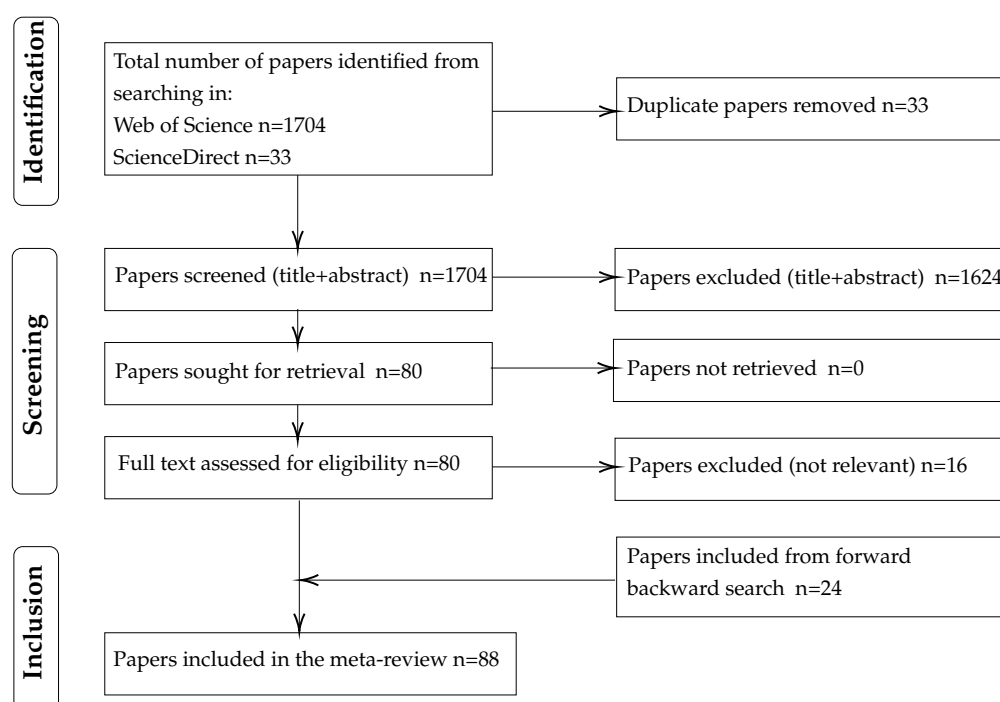 Identification
Total number of papers identified from
searching in:
Web of Science n=1704
ScienceDirect n=33
Duplicate papers removed n=33
Screening
Papers screened (title+abstract) n=1704
Papers excluded (title+abstract) n=1624
Papers sought for retrieval n=80
Papers not retrieved n=0
Full text assessed for eligibility n=80
Papers excluded (not relevant) n=16
Inclusion
Papers included from forward
backward search n=24
Papers included in the meta-review n=88